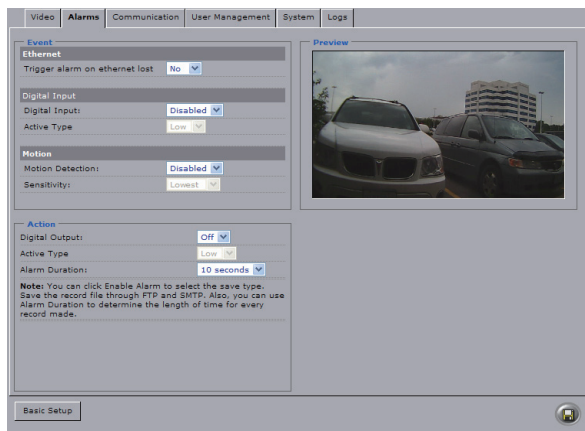 Video Alarms Communication User Management System Logs
Event
Ethernet
Trigger alarm on ethernet lost No
Digital Input
Digital Input: Disabled
Active Type Low
Motion
Motion Detection: Disabled
Sensitivity: Lowest
Preview
Action
Digital Output: Off
Active Type Low
Alarm Duration: 10 seconds
Note: You can click Enable Alarm to select the save type.
Save the record file through FTP and SMTP. Also, you can use
Alarm Duration to determine the length of time for every
record made.
Basic Setup